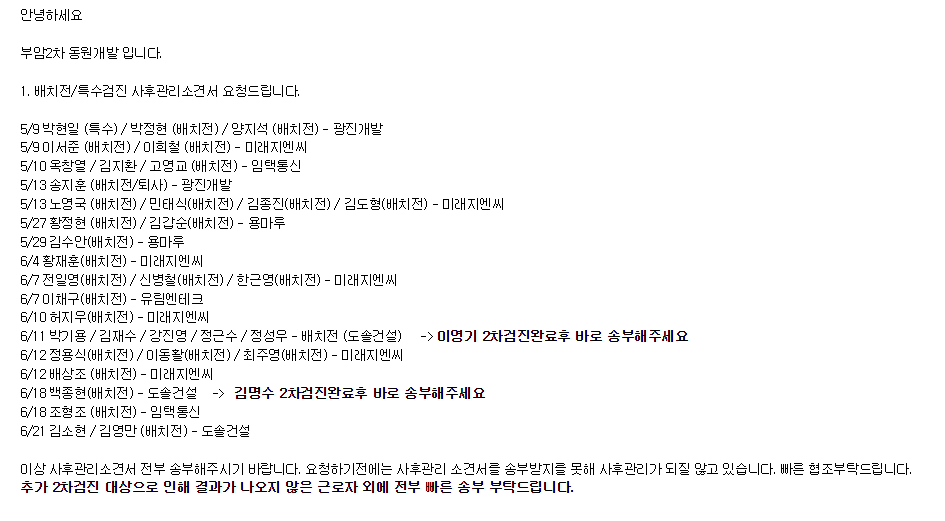 안녕하세요
부암2차 동원개발 입니다.
1. 배치전/특수검진 사후관리소견서 요청드립니다.
5/9 박현일 (특수) / 박정현 (배치전) / 양지석 (배치전) - 광진개발
5/9 이서준 (배치전) / 이희철 (배치전) - 미래지엔씨
5/10 옥창열 / 김지환 / 고영교 (배치전) - 임택통신
5/13 송지훈 (배치전/퇴사) - 광진개발
5/13 노영국 (배치전) / 민태식(배치전) / 김종진(배치전) / 김도형(배치전) - 미래지엔씨
5/27 황정현 (배치전) / 김갑순(배치전) - 용마루
5/29 김수안(배치전) - 용마루
6/4 황재훈(배치전) - 미래지엔씨
6/7 전일영(배치전) / 신병철(배치전) / 한근영(배치전) - 미래지엔씨
6/7 이채구(배치전) - 유림엔테크
6/10 허지우(배치전) - 미래지엔씨
6/11 박기용 / 김재수 / 강진영 / 정근수 / 정성우 - 배치전 (도솔건설) -> 이영기 2차검진완료후 바로 송부해주세요
6/12 정용식(배치전) / 이동활(배치전) / 최주영(배치전) - 미래지엔씨
6/12 배상조 (배치전) - 미래지엔씨
6/18 백종현(배치전) - 도솔건설 -> 김명수 2차검진완료후 바로 송부해주세요
6/18 조형조 (배치전) - 임택통신
6/21 김소현 / 김영만 (배치전) - 도솔건설
이상 사후관리소견서 전부 송부해주시기 바랍니다. 요청하기전에는 사후관리 소견서를 송부받지를 못해 사후관리가 되질 않고 있습니다. 빠른 협조부탁드립니다.
추가 2차검진 대상으로 인해 결과가 나오지 않은 근로자 외에 전부 빠른 송부 부탁드립니다.